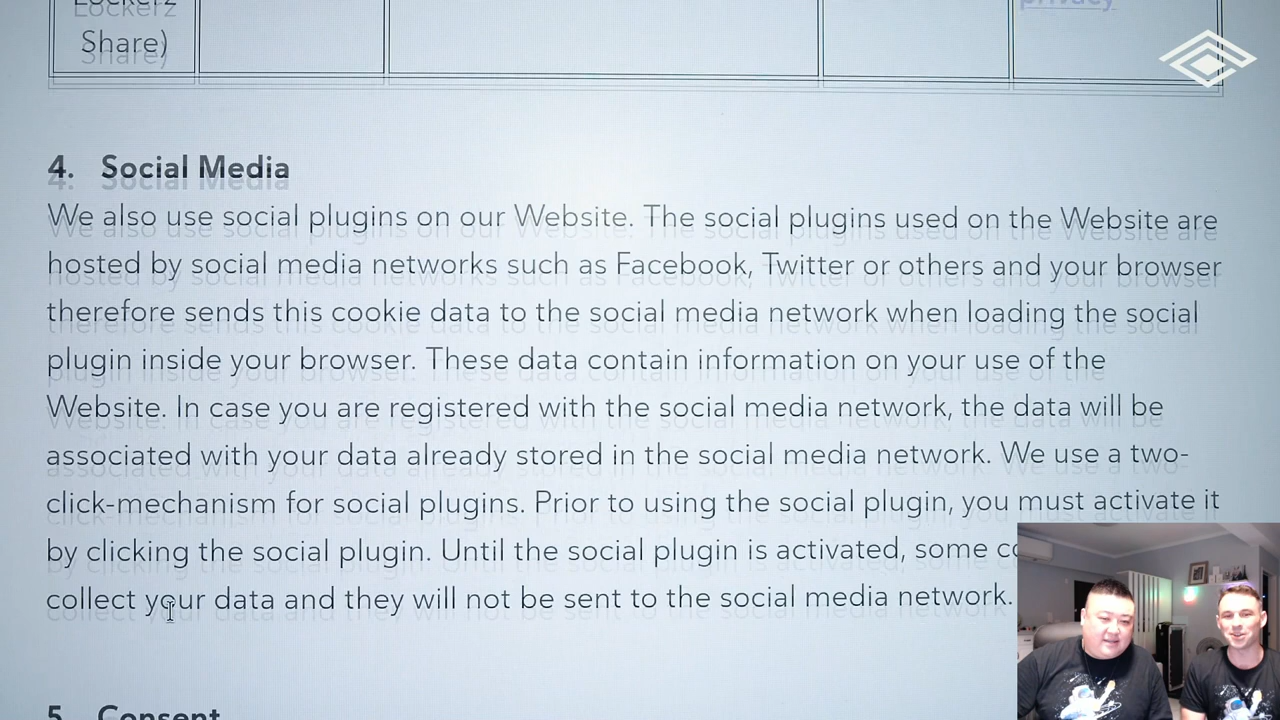 Lockerz
Share)
privacy
4. Social Media
We also use social plugins on our Website. The social plugins used on the Website are
hosted by social media networks such as Facebook, Twitter or others and your browser
therefore sends this cookie data to the social media network when loading the social
plugin inside your browser. These data contain information on your use of the
Website. In case you are registered with the social media network, the data will be
associated with your data already stored in the social media network. We use a two-
click-mechanism for social plugins. Prior to using the social plugin, you must activate it
by clicking the social plugin. Until the social plugin is activated, some
collect your data and they will not be sent to the social media network.
5. Consent